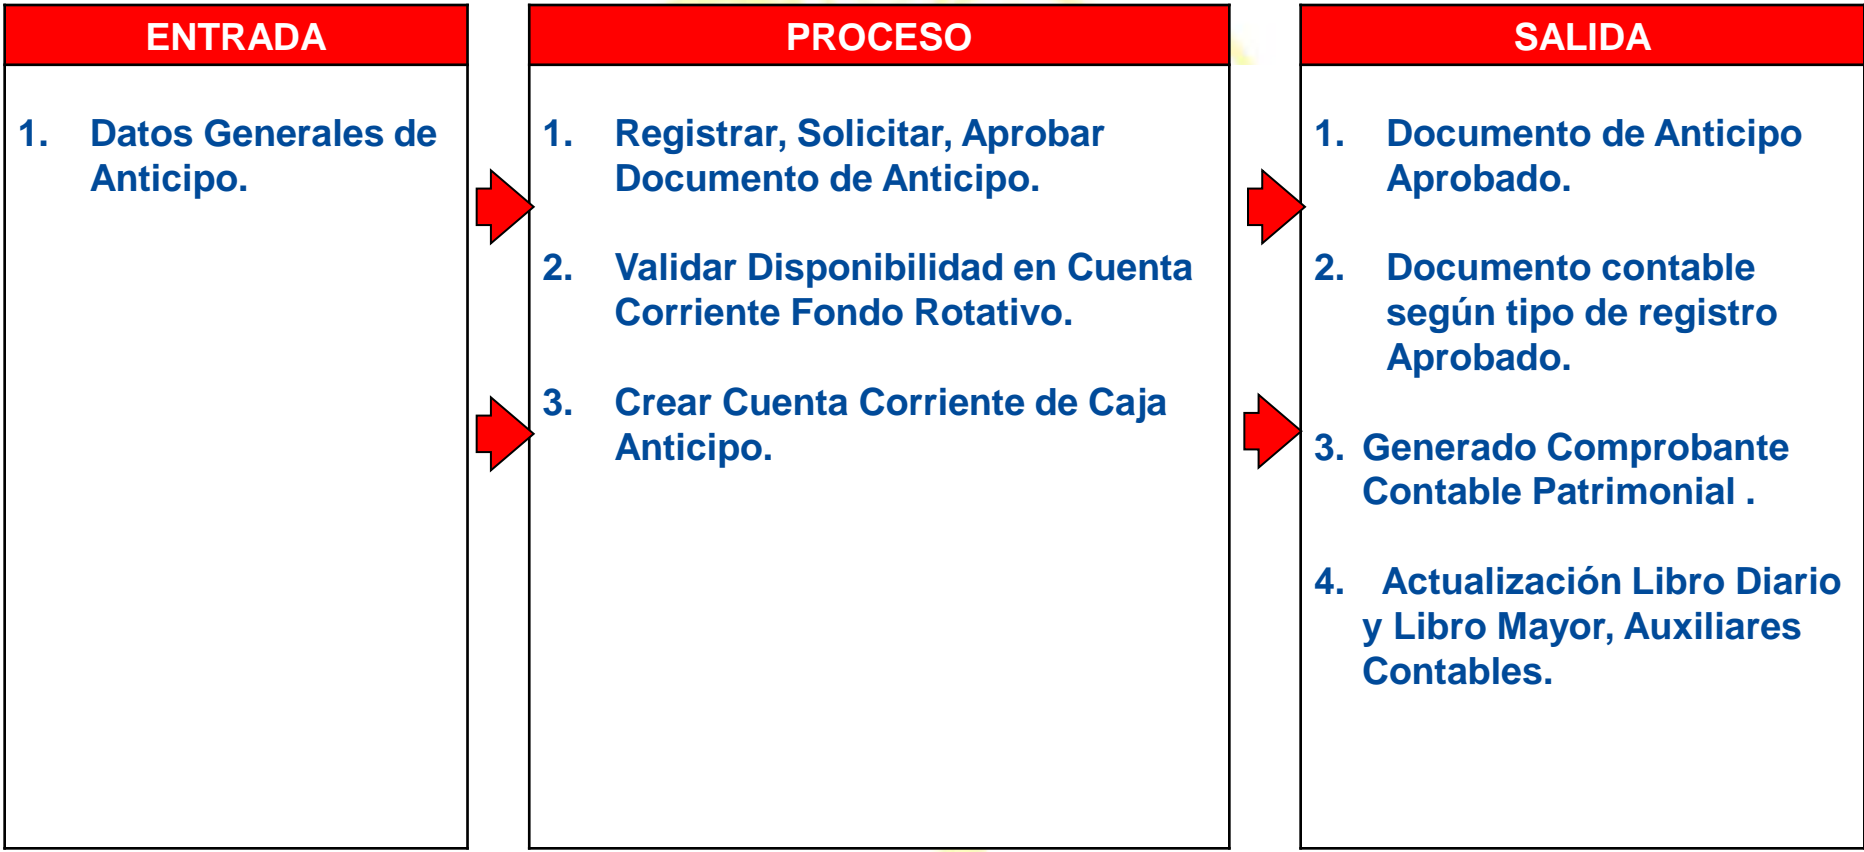 ENTRADA
1. Datos Generales de
Anticipo.
PROCESO
1. Registrar, Solicitar, Aprobar
Documento de Anticipo.
2. Validar Disponibilidad en Cuenta
Corriente Fondo Rotativo.
3. Crear Cuenta Corriente de Caja
Anticipo.
SALIDA
1. Documento de Anticipo
Aprobado.
2. Documento contable
según tipo de registro
Aprobado.
3. Generado Comprobante
Contable Patrimonial .
4. Actualización Libro Diario
y Libro Mayor, Auxiliares
Contables.